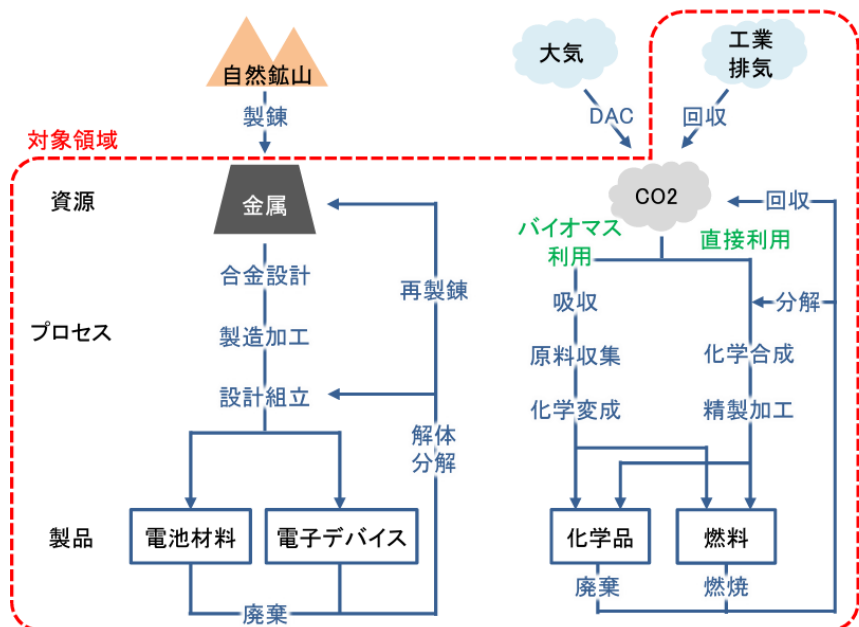 自然鉱山
製錬
大気
工業
排気
DAC
回収
対象領域
資源
金属
CO2
回収
バイオマス
利用
直接利用
合金設計
再製錬
吸収
分解
プロセス
製造加工
原料収集
化学合成
設計組立
化学変成
精製加工
解体
分解
製品
電池材料
電子デバイス
化学品
燃料
廃棄
廃棄
燃焼